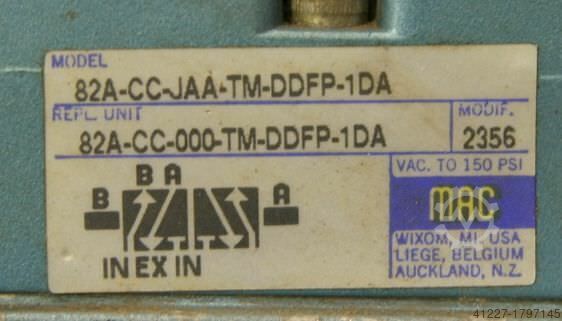 MODEL
82A-CC-JAA-TM-DDFP-1DA
REPL. UNIT MODIF.
82A-CC-000-TM-DDFP-1DA 2356
VAC. TO 150 PSI
B A
B A
MAC
IN EX IN
WIXOM, MI. USA
LIEGE, BELGIUM
AUCKLAND, N.Z.
41227-1797145